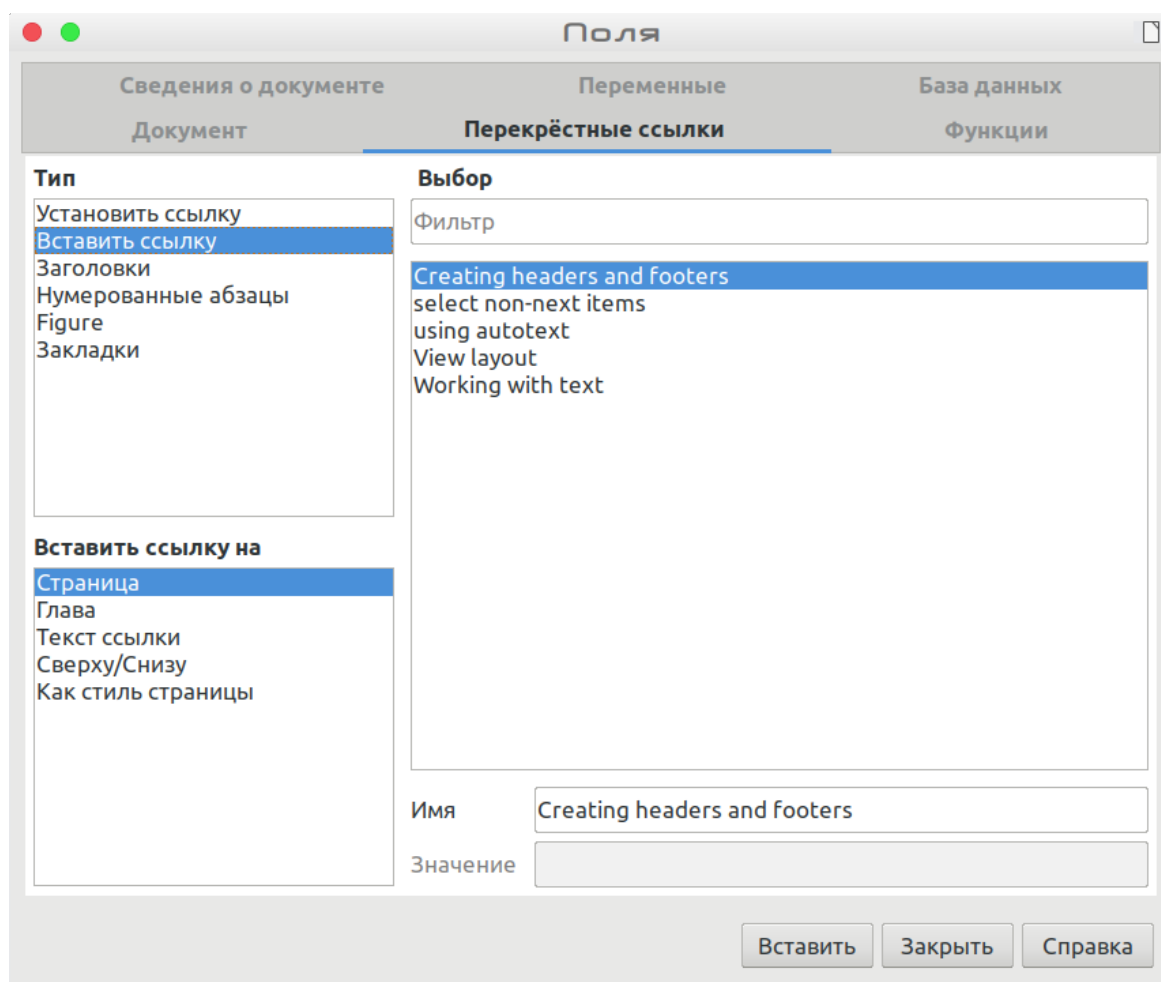 Поля
Сведения о документе Переменные База данных
Документ Перекрёстные ссылки Функции
Тип
Установить ссылку
Вставить ссылку
Заголовки
Нумерованные абзацы
Figure
Закладки
Вставить ссылку на
Страница
Глава
Текст ссылки
Сверху/Снизу
Как стиль страницы
Выбор
Фильтр
Creating headers and footers
select non-next items
using autotext
View layout
Working with text
Имя Creating headers and footers
Значение
Вставить Закрыть Справка